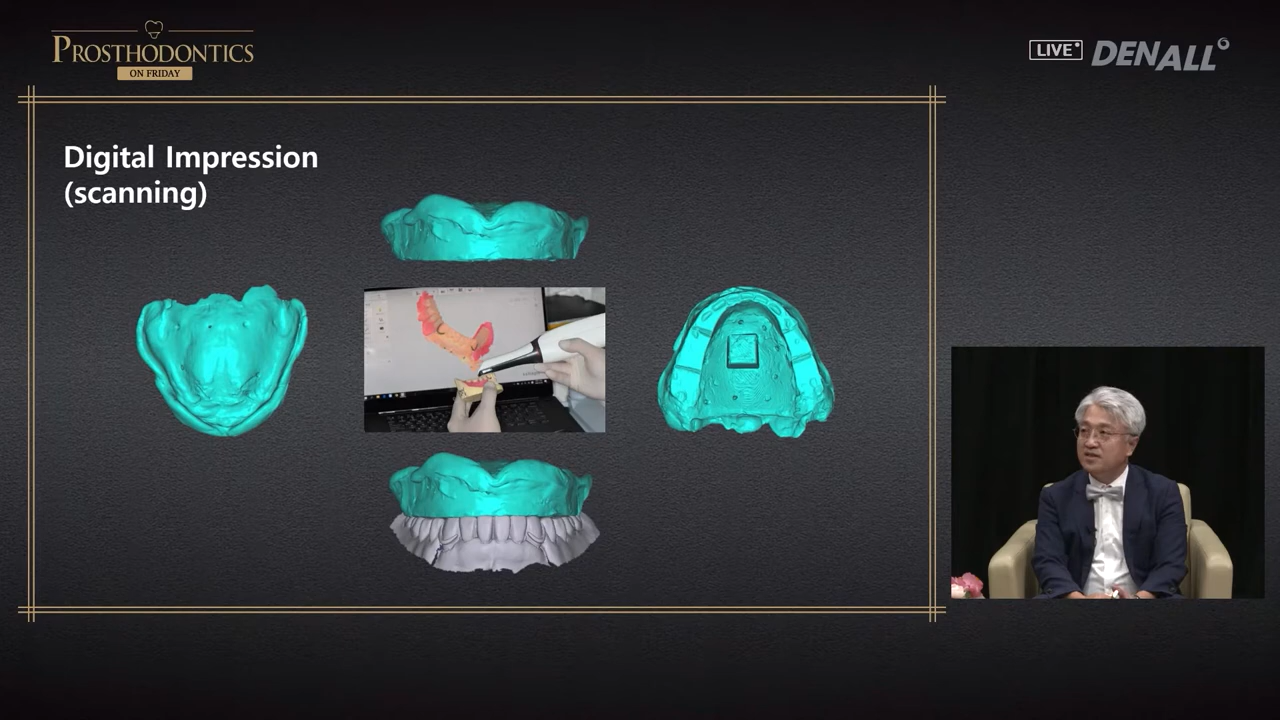 PROSTHODONTICS
ON FRIDAY
LIVE
DENALL
Digital Impression
(scanning)